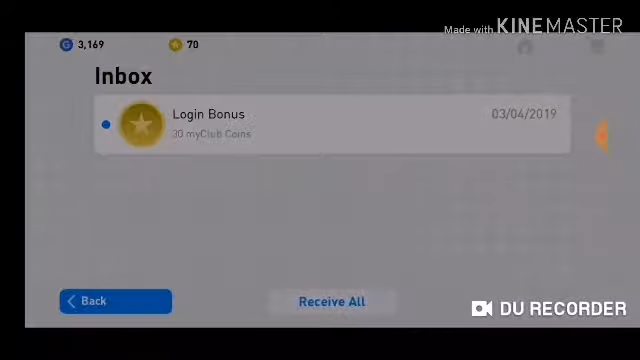 Made with KINEMASTER
G 3,169 70
Inbox
Login Bonus 03/04/2019
30 myClub Coins
Back
Receive All
DU RECORDER